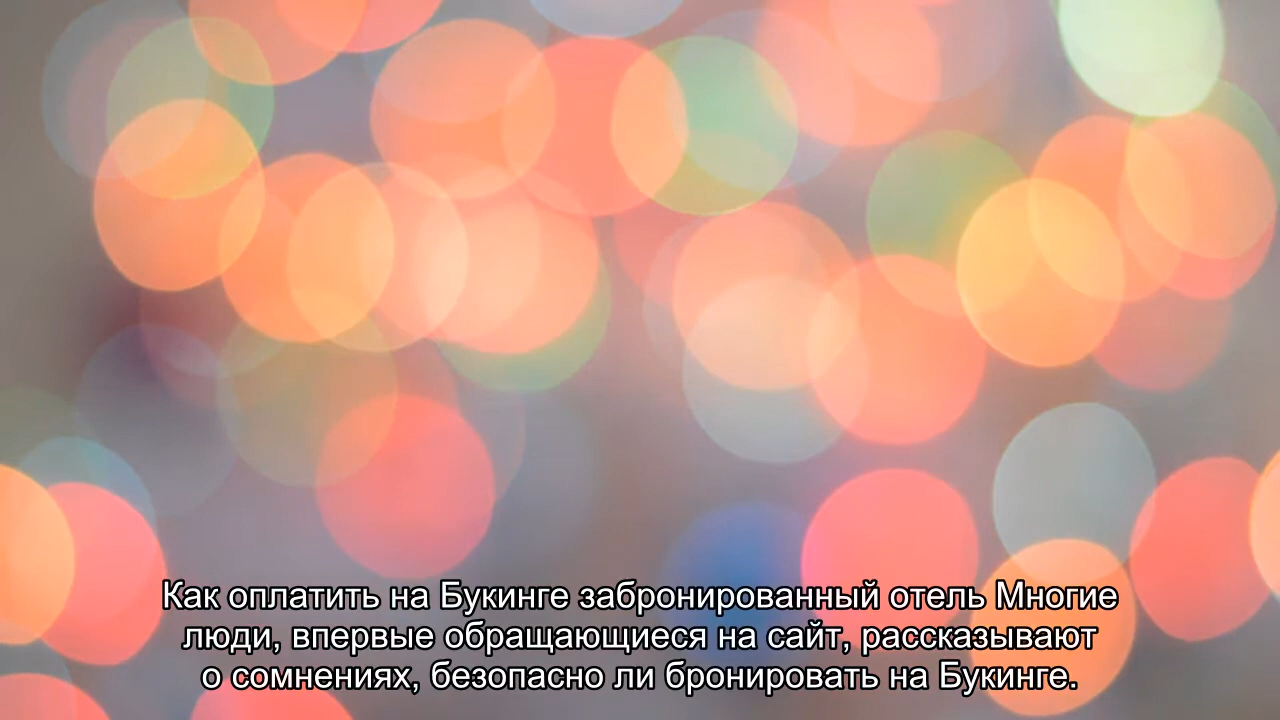 Как оплатить на Букинге забронированный отель Многие
люди, впервые обращающиеся на сайт, рассказывают
о сомнениях, безопасно ли бронировать на Букинге.